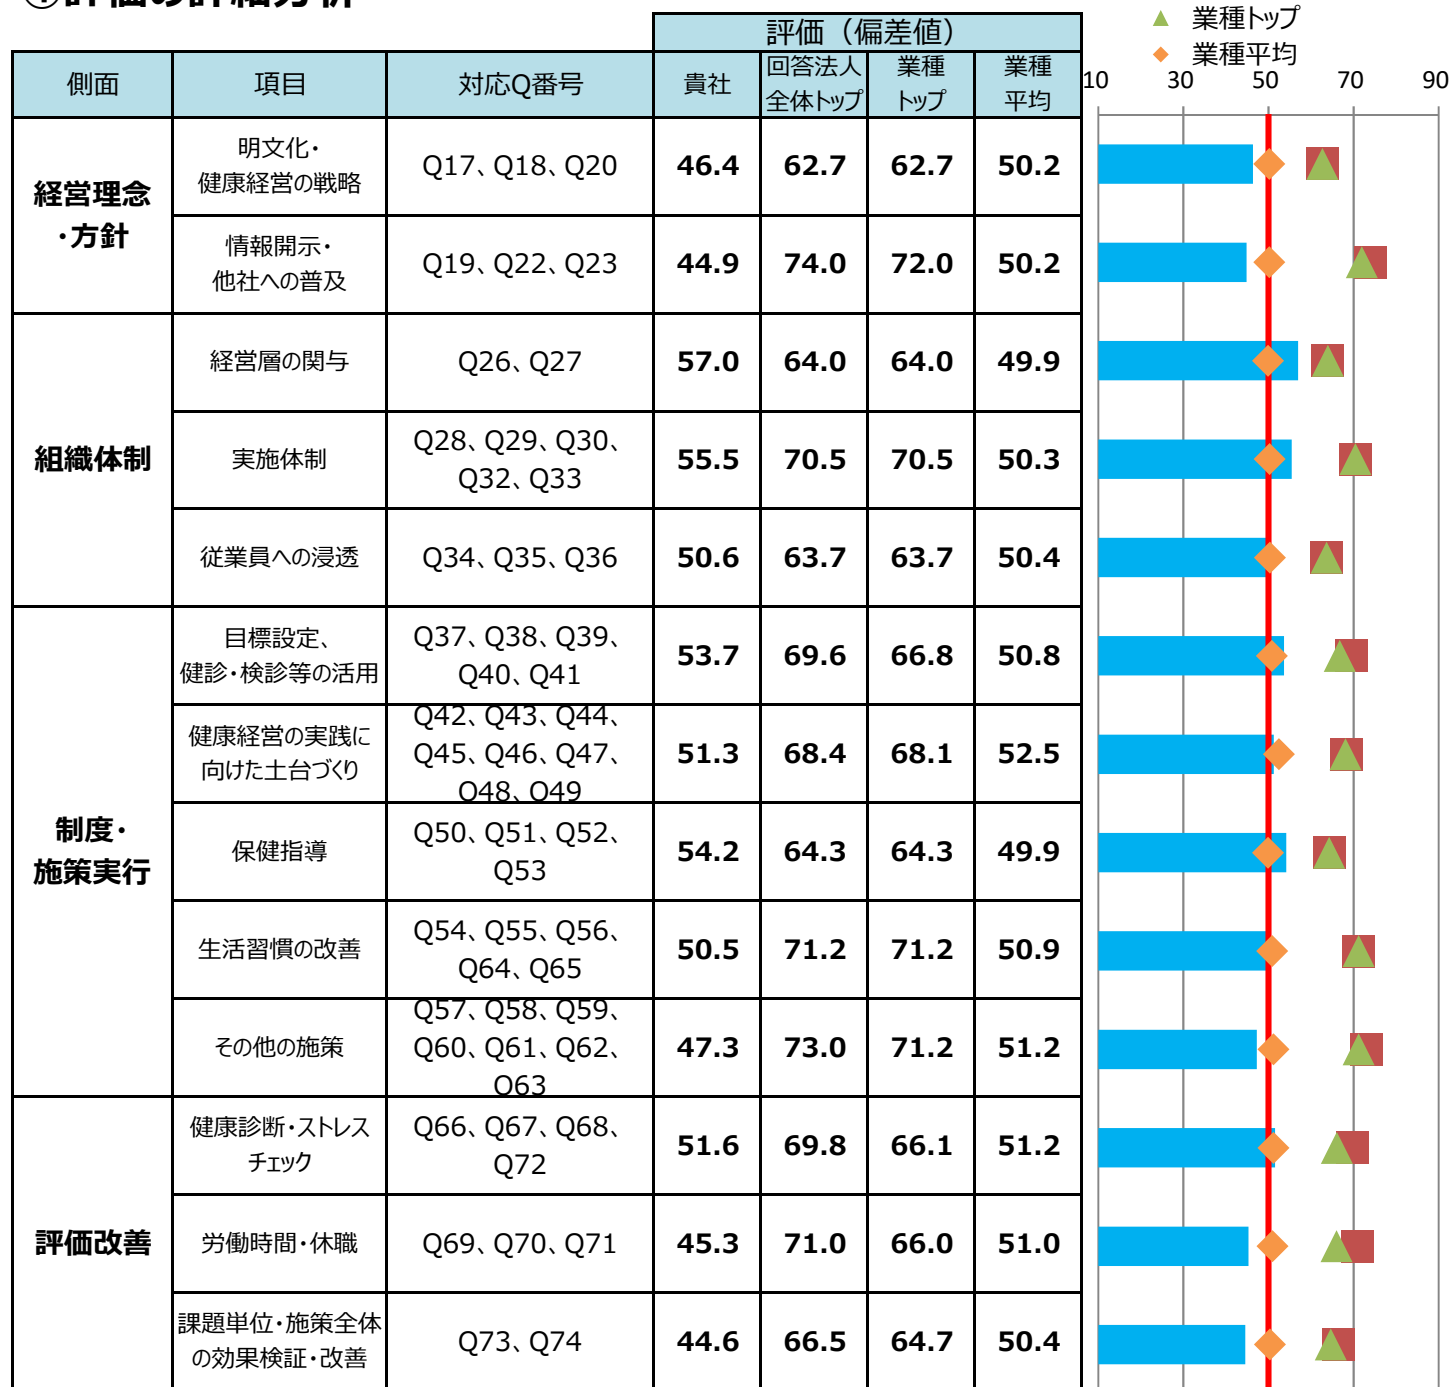 ①評価の詳細分析
▲ 業種トップ
◆ 業種平均
評価（偏差値）
側面 項目 対応Q番号 貴社 回答法人 業種 業種
全体トップ トップ 平均
10 30 50 70 90
経営理念
・方針
明文化・
健康経営の戦略
Q17、Q18、Q20 46.4 62.7 62.7 50.2
情報開示・
他社への普及
Q19、Q22、Q23 44.9 74.0 72.0 50.2
組織体制
経営層の関与 Q26、Q27 57.0 64.0 64.0 49.9
実施体制
Q28、Q29、Q30、
Q32、Q33
55.5 70.5 70.5 50.3
従業員への浸透 Q34、Q35、Q36 50.6 63.7 63.7 50.4
制度・
施策実行
目標設定、
健診・検診等の活用
Q37、Q38、Q39、
Q40、Q41
53.7 69.6 66.8 50.8
健康経営の実践に
向けた土台づくり
Q42、Q43、Q44、
Q45、Q46、Q47、
Q48、Q49
51.3 68.4 68.1 52.5
保健指導
Q50、Q51、Q52、
Q53
54.2 64.3 64.3 49.9
生活習慣の改善
Q54、Q55、Q56、
Q64、Q65
50.5 71.2 71.2 50.9
その他の施策
Q57、Q58、Q59、
Q60、Q61、Q62、
Q63
47.3 73.0 71.2 51.2
評価改善
健康診断・ストレス
チェック
Q66、Q67、Q68、
Q72
51.6 69.8 66.1 51.2
労働時間・休職 Q69、Q70、Q71 45.3 71.0 66.0 51.0
課題単位・施策全体
の効果検証・改善
Q73、Q74 44.6 66.5 64.7 50.4